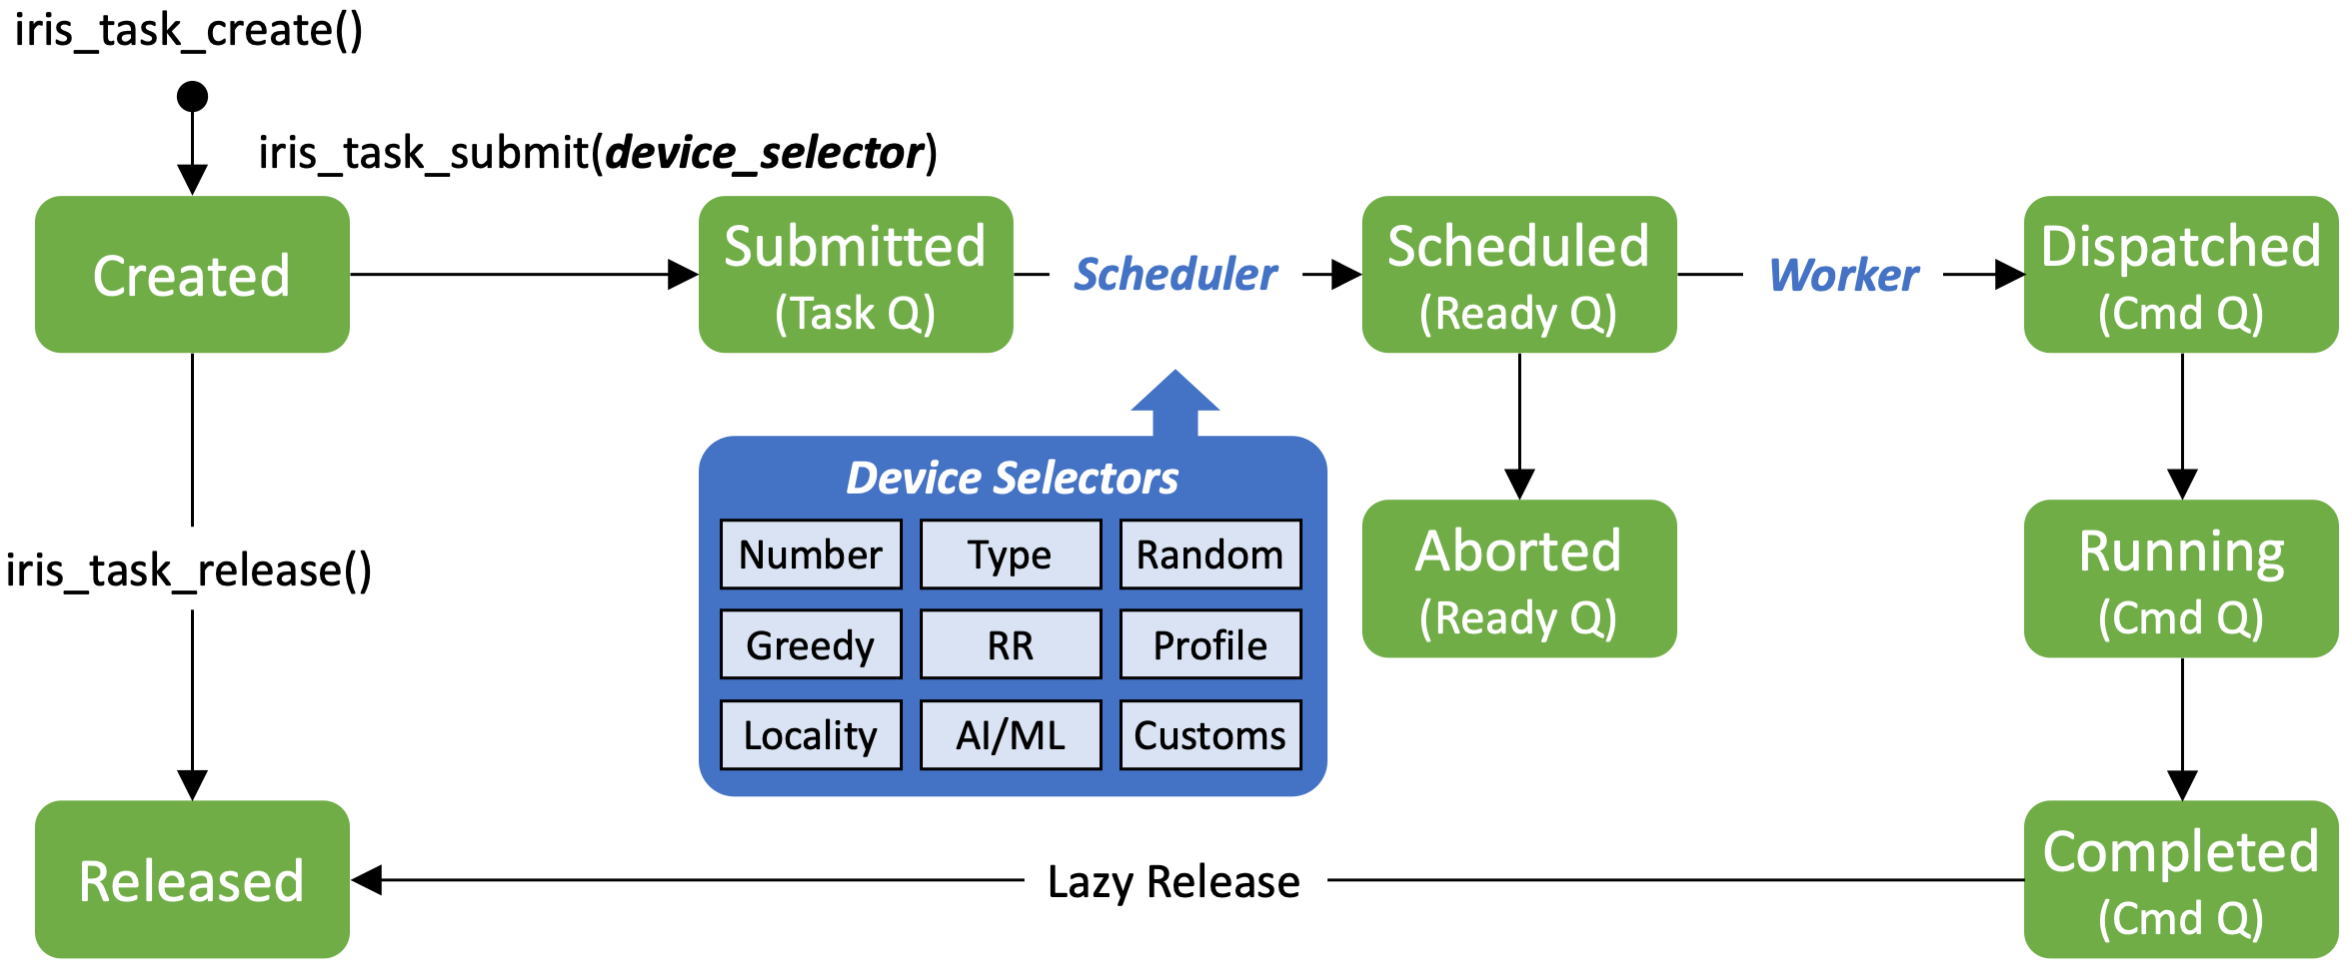 iris_task_create()
iris_task_submit(device_selector)
Created
Submitted
(Task Q)
Scheduler
Scheduled
(Ready Q)
Worker
Dispatched
(Cmd Q)
Device Selectors
Number
Type
Random
Greedy
RR
Profile
Locality
AI/ML
Customs
Aborted
(Ready Q)
Running
(Cmd Q)
iris_task_release()
Released
Lazy Release
Completed
(Cmd Q)